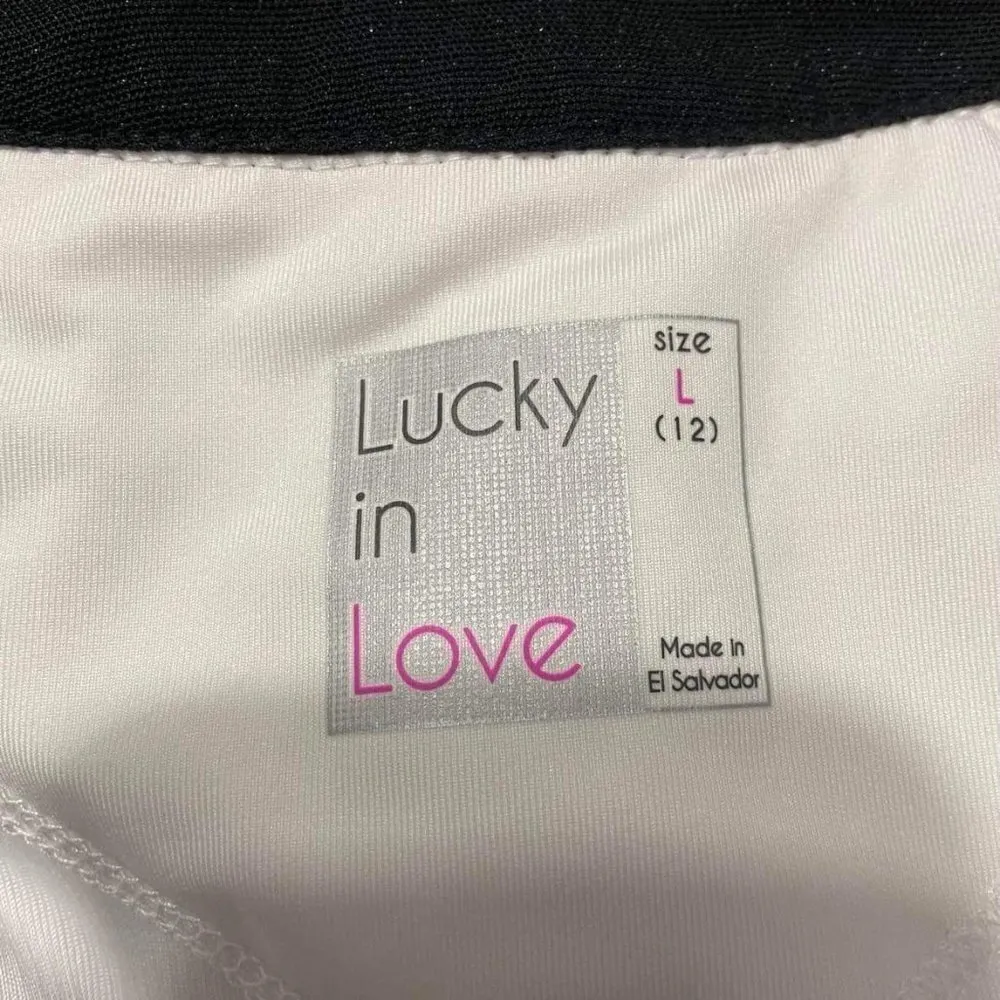 Lucky
in
Love
size
L
(12)
Made in
El Salvador